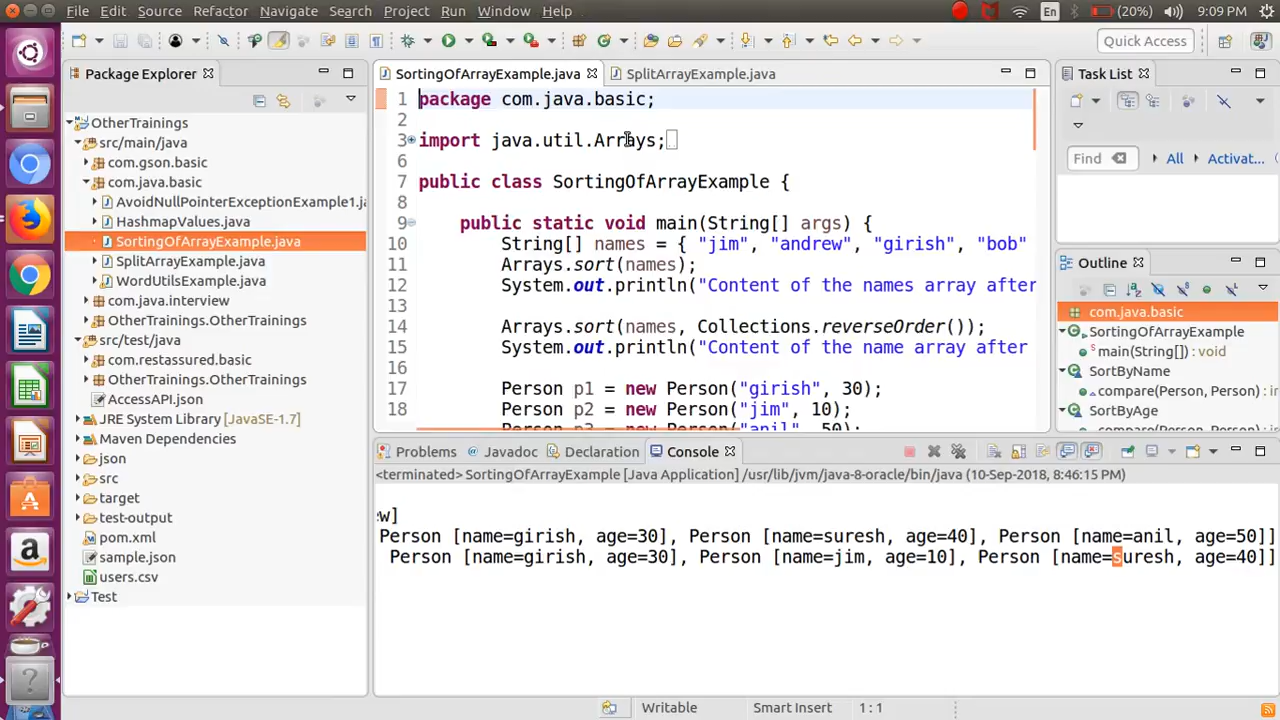 File Edit Source Refactor Navigate Search Project Run Window Help En (20%) 9:09 PM
Quick Access
Package Explorer
OtherTrainings
src/main/java
com.gson.basic
com.java.basic
AvoidNullPointerExceptionExample1.ja
HashmapValues.java
SortingOfArrayExample.java
SplitArrayExample.java
WordUtilsExample.java
com.java.interview
OtherTrainings.OtherTrainings
src/test/java
com.restassured.basic
OtherTrainings.OtherTrainings
AccessAPI.json
JRE System Library [JavaSE-1.7]
Maven Dependencies
json
src
target
test-output
pom.xml
sample.json
users.csv
Test
SortingOfArrayExample.java SplitArrayExample.java
1 package com.java.basic;
2
3 import java.util.Arrays;
6
7 public class SortingOfArrayExample {
8
9 public static void main(String[] args) {
10 String[] names = { "jim", "andrew", "girish", "bob"
11 Arrays.sort(names);
12 System.out.println("Content of the names array after
13
14 Arrays.sort(names, Collections.reverseOrder());
15 System.out.println("Content of the name array after
16
17 Person p1 = new Person("girish", 30);
18 Person p2 = new Person("jim", 10);
Person p3 = new Person("anil", 50);
Task List
Find All Activat...
Outline
com.java.basic
SortingOfArrayExample
main(String[]) : void
SortByName
compare(Person, Person) :
SortByAge
compare(Person, Person) :
Problems Javadoc Declaration Console
<terminated> SortingOfArrayExample [Java Application] /usr/lib/jvm/java-8-oracle/bin/java (10-Sep-2018, 8:46:15 PM)
ew]
Person [name=girish, age=30], Person [name=suresh, age=40], Person [name=anil, age=50]]
Person [name=girish, age=30], Person [name=jim, age=10], Person [name=suresh, age=40]]
Writable Smart Insert 1 : 1